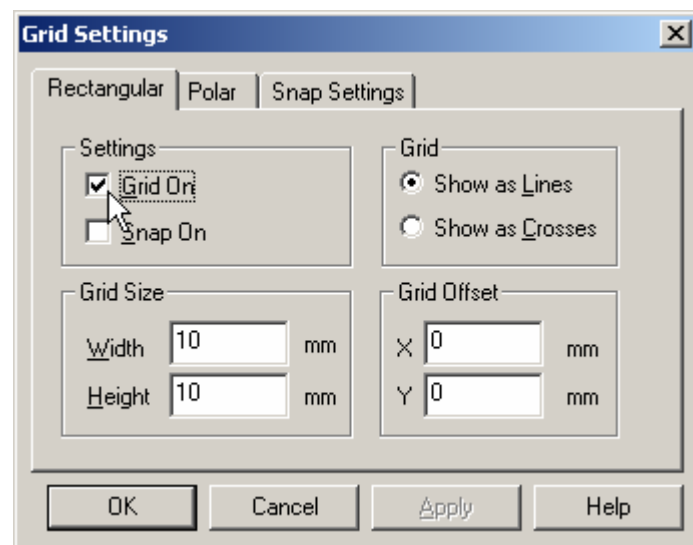 Grid Settings
Rectangular Polar Snap Settings
Settings
Grid On
Snap On
Grid
Show as Lines
Show as Crosses
Grid Size
Width 10 mm
Height 10 mm
Grid Offset
X 0 mm
Y 0 mm
OK Cancel Apply Help